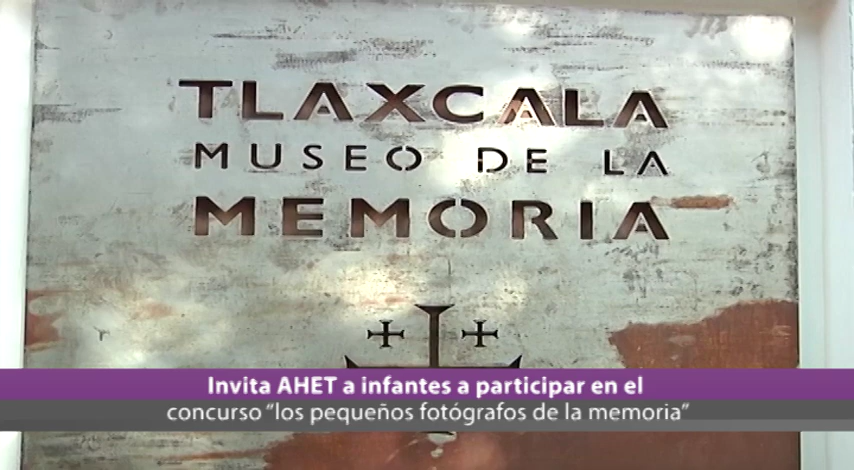 TLAXCALA
MUSEO DE LA
MEMORIA
Invita AHET a infantes a participar en el
concurso “los pequeños fotógrafos de la memoria”